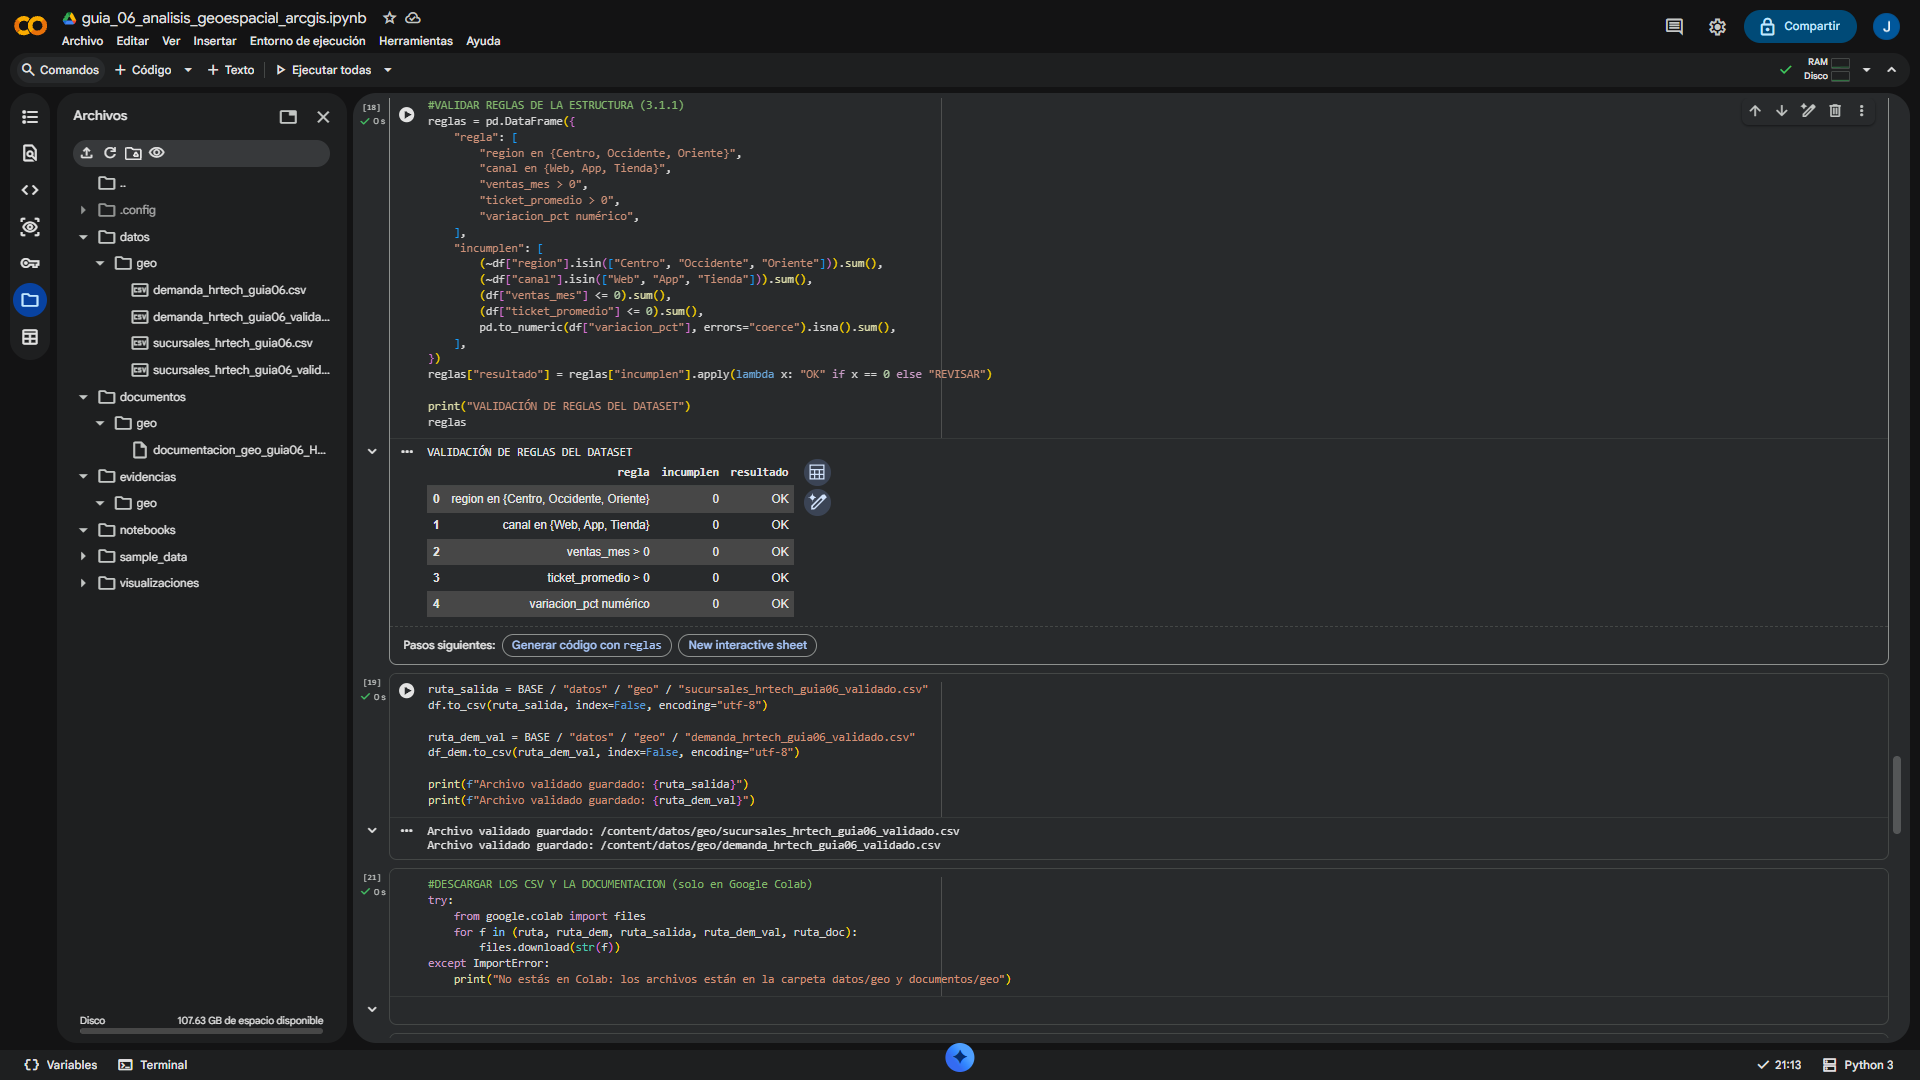 guia_06_analisis_geoespacial_arcgis.ipynb
Archivo Editar Ver Insertar Entorno de ejecución Herramientas Ayuda
Compartir
J
Comandos + Código + Texto Ejecutar todas
RAM
Disco
Archivos
..
.config
datos
geo
demanda_hrtech_guia06.csv
demanda_hrtech_guia06_valida...
sucursales_hrtech_guia06.csv
sucursales_hrtech_guia06_valid...
documentos
geo
documentacion_geo_guia06_H...
evidencias
geo
notebooks
sample_data
visualizaciones
Disco 107.63 GB de espacio disponible
[18]
0 s
#VALIDAR REGLAS DE LA ESTRUCTURA (3.1.1)
reglas = pd.DataFrame({
"regla": [
"region en {Centro, Occidente, Oriente}",
"canal en {Web, App, Tienda}",
"ventas_mes > 0",
"ticket_promedio > 0",
"variacion_pct numérico",
],
"incumplen": [
(~df["region"].isin(["Centro", "Occidente", "Oriente"])).sum(),
(~df["canal"].isin(["Web", "App", "Tienda"])).sum(),
(df["ventas_mes"] <= 0).sum(),
(df["ticket_promedio"] <= 0).sum(),
pd.to_numeric(df["variacion_pct"], errors="coerce").isna().sum(),
],
})
reglas["resultado"] = reglas["incumplen"].apply(lambda x: "OK" if x == 0 else "REVISAR")
print("VALIDACIÓN DE REGLAS DEL DATASET")
reglas
VALIDACIÓN DE REGLAS DEL DATASET
regla incumplen resultado
0 region en {Centro, Occidente, Oriente} 0 OK
1 canal en {Web, App, Tienda} 0 OK
2 ventas_mes > 0 0 OK
3 ticket_promedio > 0 0 OK
4 variacion_pct numérico 0 OK
Pasos siguientes: Generar código con reglas New interactive sheet
[19]
0 s
ruta_salida = BASE / "datos" / "geo" / "sucursales_hrtech_guia06_validado.csv"
df.to_csv(ruta_salida, index=False, encoding="utf-8")
ruta_dem_val = BASE / "datos" / "geo" / "demanda_hrtech_guia06_validado.csv"
df_dem.to_csv(ruta_dem_val, index=False, encoding="utf-8")
print(f"Archivo validado guardado: {ruta_salida}")
print(f"Archivo validado guardado: {ruta_dem_val}")
Archivo validado guardado: /content/datos/geo/sucursales_hrtech_guia06_validado.csv
Archivo validado guardado: /content/datos/geo/demanda_hrtech_guia06_validado.csv
[21]
0 s
#DESCARGAR LOS CSV Y LA DOCUMENTACION (solo en Google Colab)
try:
from google.colab import files
for f in (ruta, ruta_dem, ruta_salida, ruta_dem_val, ruta_doc):
files.download(str(f))
except ImportError:
print("No estás en Colab: los archivos están en la carpeta datos/geo y documentos/geo")
Variables Terminal
21:13 Python 3